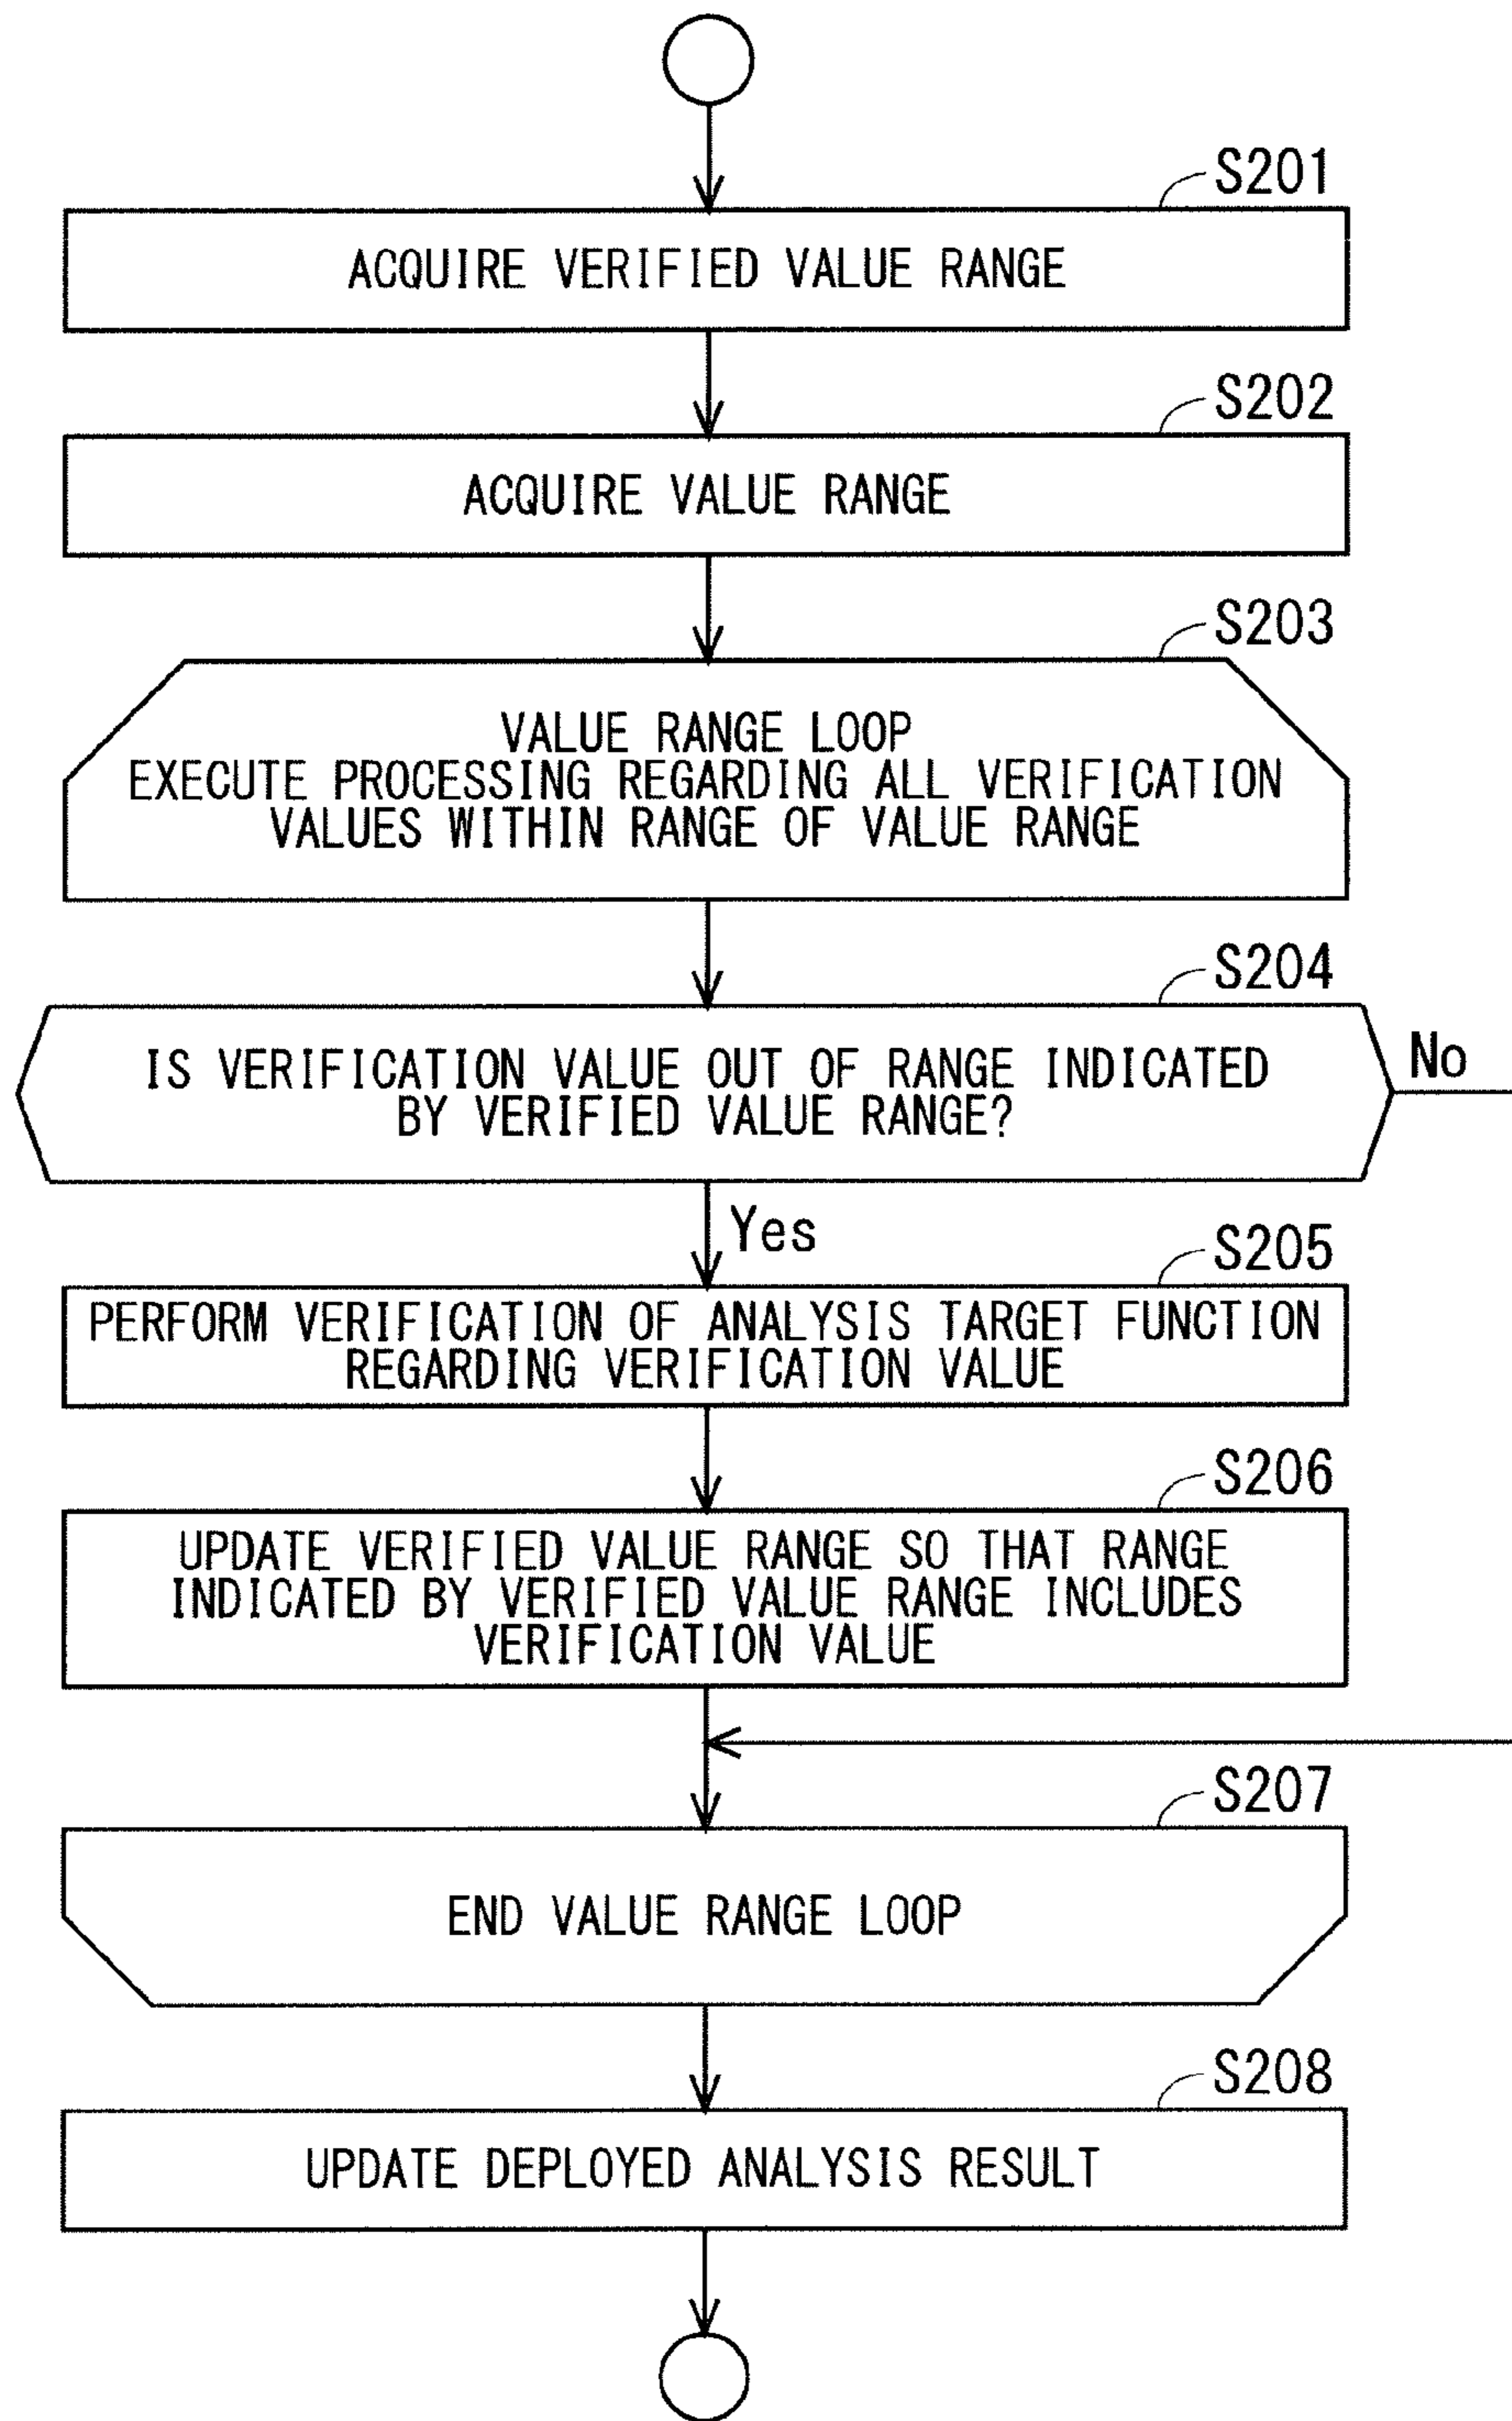 S201
ACQUIRE VERIFIED VALUE RANGE
S202
ACQUIRE VALUE RANGE
S203
VALUE RANGE LOOP
EXECUTE PROCESSING REGARDING ALL VERIFICATION
VALUES WITHIN RANGE OF VALUE RANGE
S204
IS VERIFICATION VALUE OUT OF RANGE INDICATED
BY VERIFIED VALUE RANGE?
No
Yes
S205
PERFORM VERIFICATION OF ANALYSIS TARGET FUNCTION
REGARDING VERIFICATION VALUE
S206
UPDATE VERIFIED VALUE RANGE SO THAT RANGE
INDICATED BY VERIFIED VALUE RANGE INCLUDES
VERIFICATION VALUE
S207
END VALUE RANGE LOOP
S208
UPDATE DEPLOYED ANALYSIS RESULT